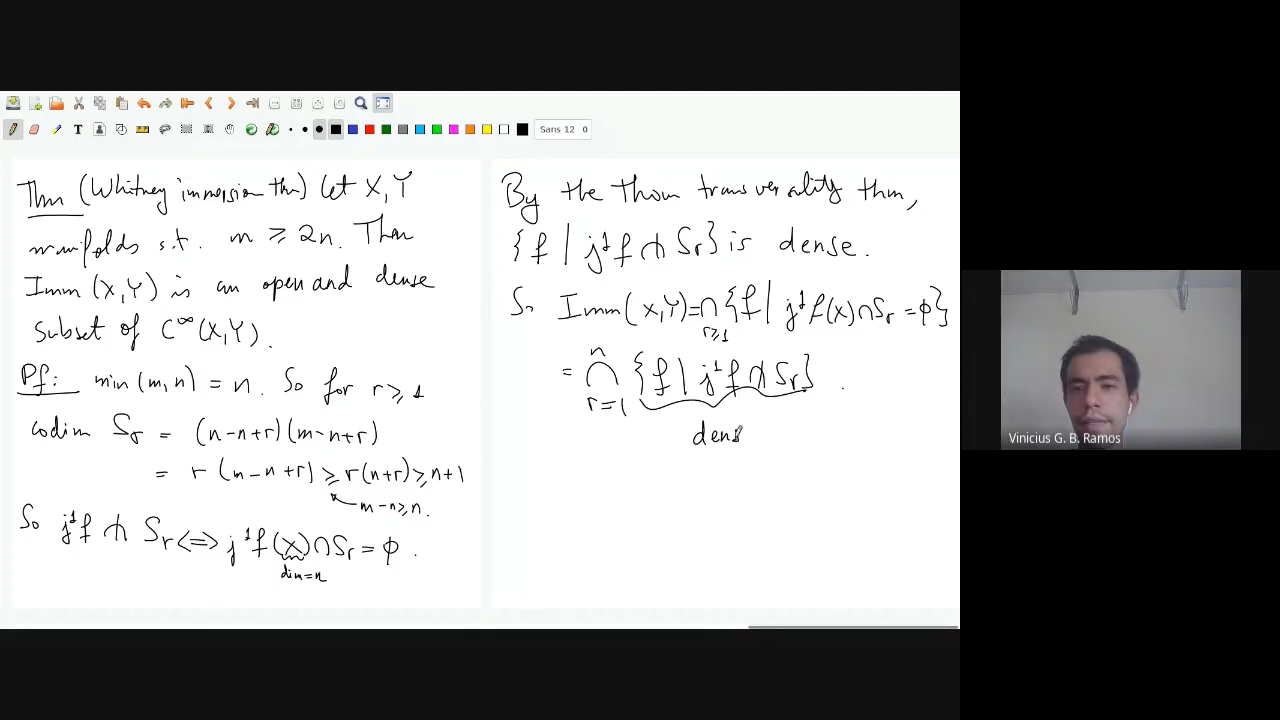 Sans 12 0
Thm (Whitney immersion thm) Let X, Y
manifolds s.t. m ⩾ 2n. Then
Imm (X,Y) is an open and dense
subset of C^∞(X,Y).
Pf: min (m,n) = n. So for r ⩾ 1
codim S_r = (n-n+r)(m-n+r)
= r (m-n+r) ⩾ r(n+r) ⩾ n+1
m-n⩾n.
So j¹f ⋔ S_r <=> j¹f (X) ∩ S_r = ϕ.
dim=n
By the Thom transversality thm,
{f | j¹f ⋔ S_r} is dense.
So Imm(X,Y) = ∩_{r⩾1} {f | j¹f(X) ∩ S_r = ϕ}
= ∩_{r=1}^n {f | j¹f ⋔ S_r}.
dens
Vinicius G. B. Ramos